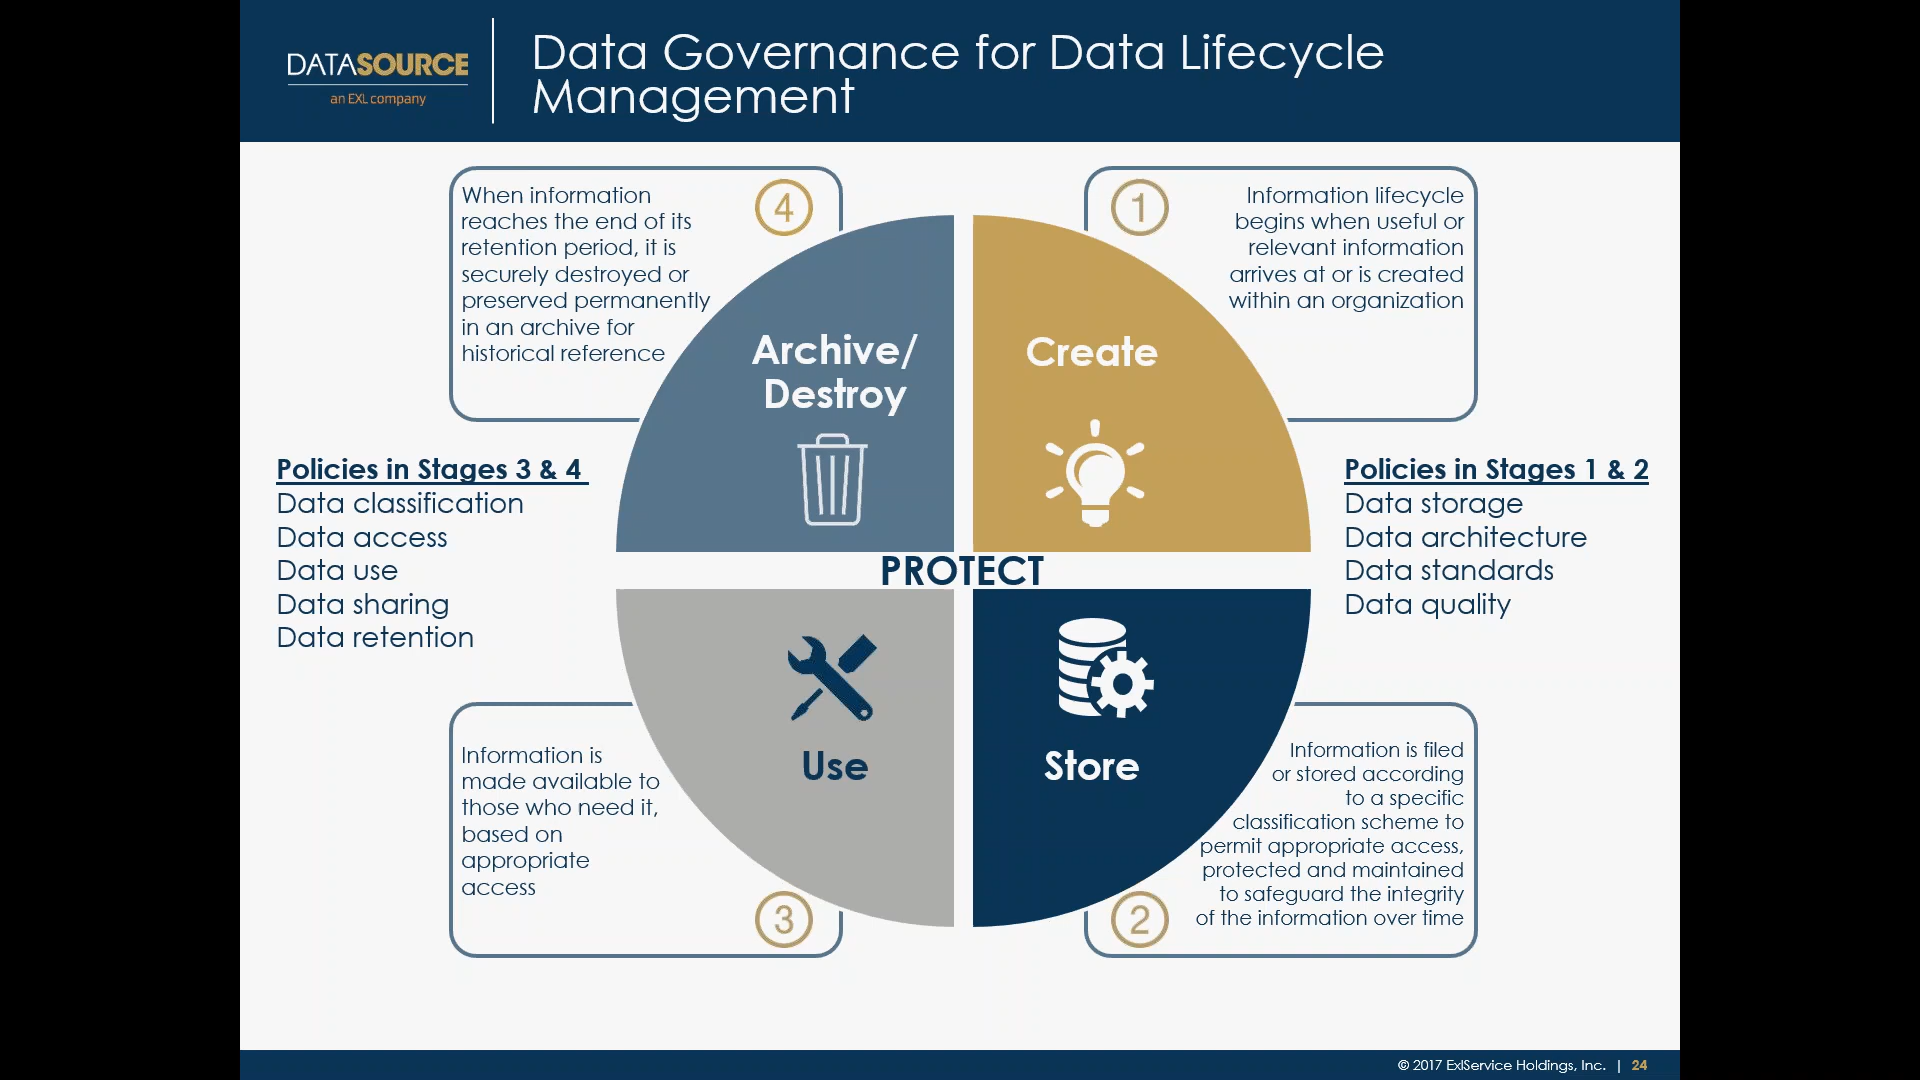 DATASOURCE
an EXL company
Data Governance for Data Lifecycle
Management
When information
reaches the end of its
retention period, it is
securely destroyed or
preserved permanently
in an archive for
historical reference
4
1
Information lifecycle
begins when useful or
relevant information
arrives at or is created
within an organization
Archive/
Destroy
Create
Policies in Stages 3 & 4
Data classification
Data access
Data use
Data sharing
Data retention
PROTECT
Policies in Stages 1 & 2
Data storage
Data architecture
Data standards
Data quality
Use
Store
Information is
made available to
those who need it,
based on
appropriate
access
3
2
Information is filed
or stored according
to a specific
classification scheme to
permit appropriate access,
protected and maintained
to safeguard the integrity
of the information over time
© 2017 ExlService Holdings, Inc. | 24